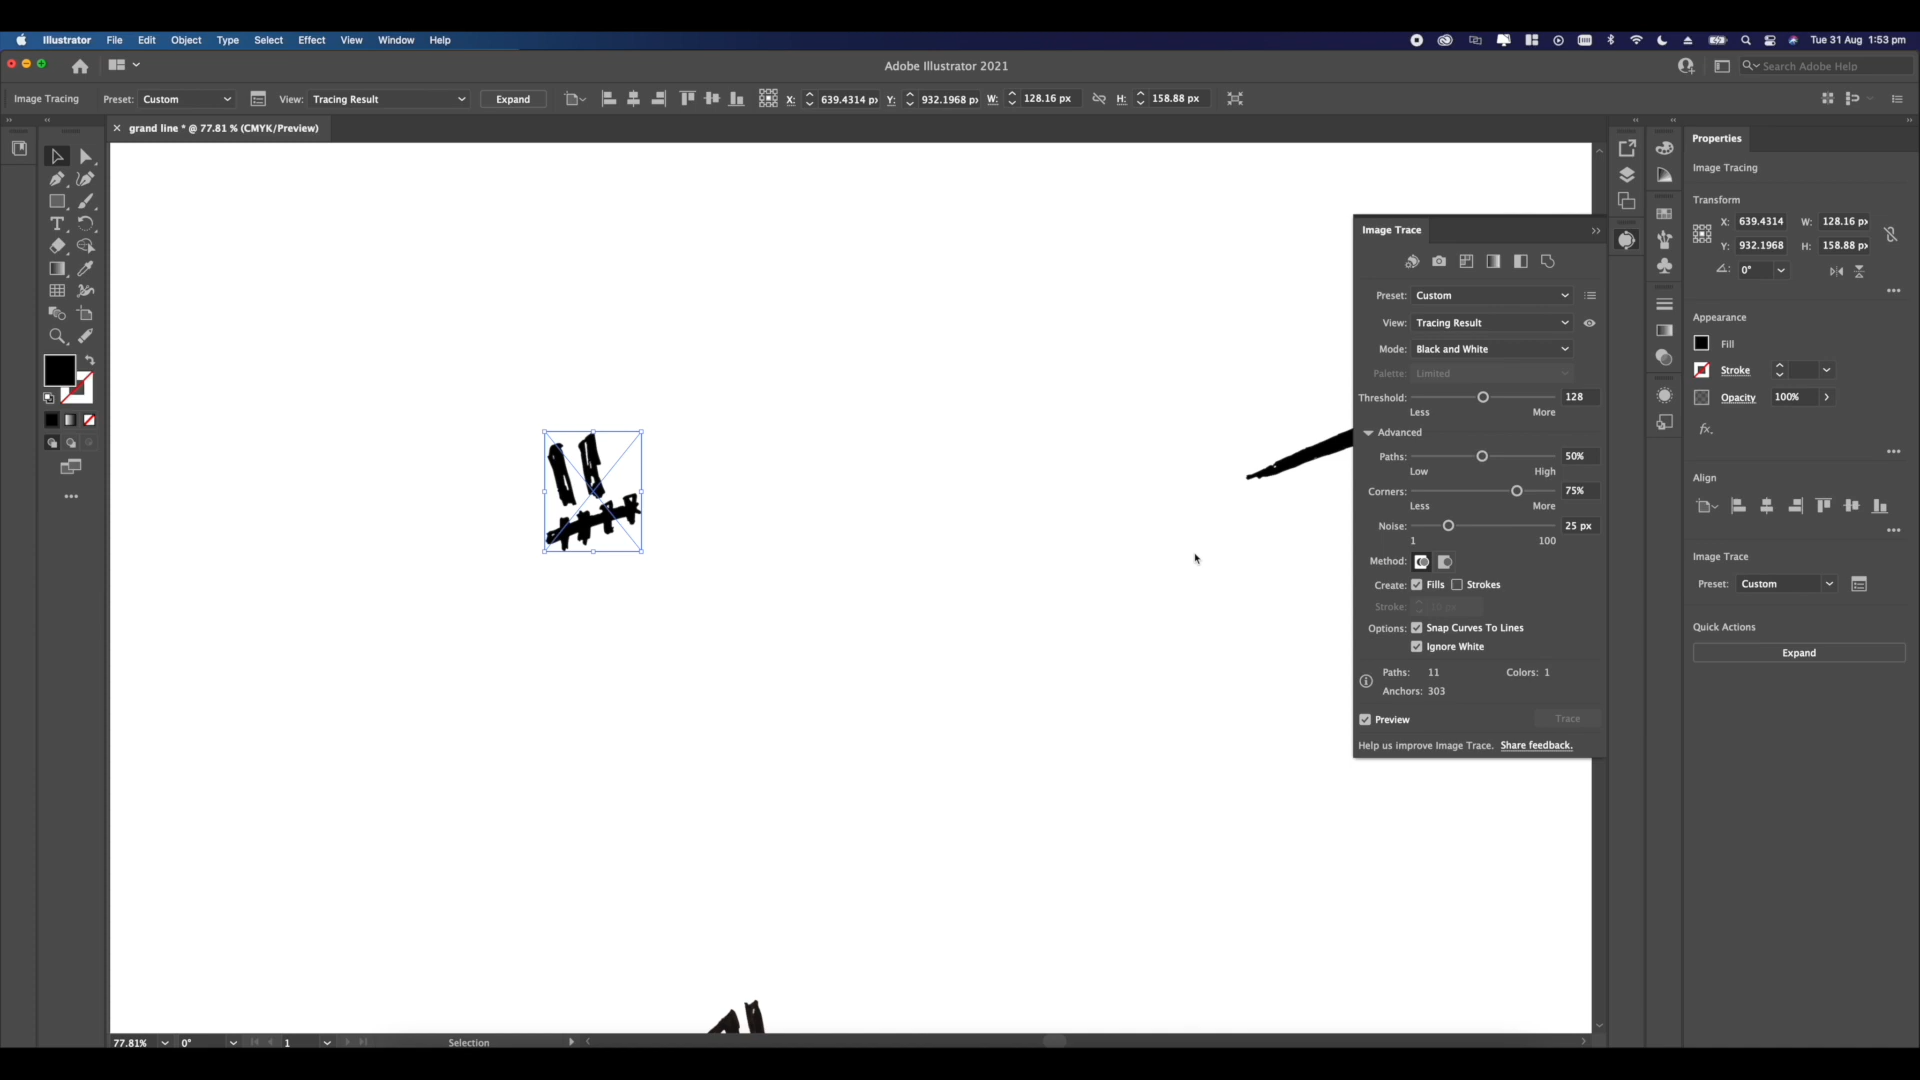 Illustrator File Edit Object Type Select Effect View Window Help Tue 31 Aug 1:53 pm
Adobe Illustrator 2021 Search Adobe Help
Image Tracing Preset: Custom View: Tracing Result Expand X: 639.4314 p Y: 932.1968 p W: 128.16 px H: 158.88 px
grand line * @ 77.81 % (CMYK/Preview)
Properties
Image Tracing
Transform
X: 639.4314 W: 128.16 px
Y: 932.1968 H: 158.88 px
0°
Appearance
Fill
Stroke
Opacity 100%
fx.
Align
Image Trace
Preset: Custom
Quick Actions
Expand
Image Trace
Preset: Custom
View: Tracing Result
Mode: Black and White
Palette: Limited
Threshold: 128
Less More
Advanced
Paths: 50%
Low High
Corners: 75%
Less More
Noise: 25 px
1 100
Method:
Create: Fills Strokes
Stroke: 10 px
Options: Snap Curves To Lines
Ignore White
Paths: 11 Colors: 1
Anchors: 303
Preview Trace
Help us improve Image Trace. Share feedback.
77.81% 0° 1 Selection